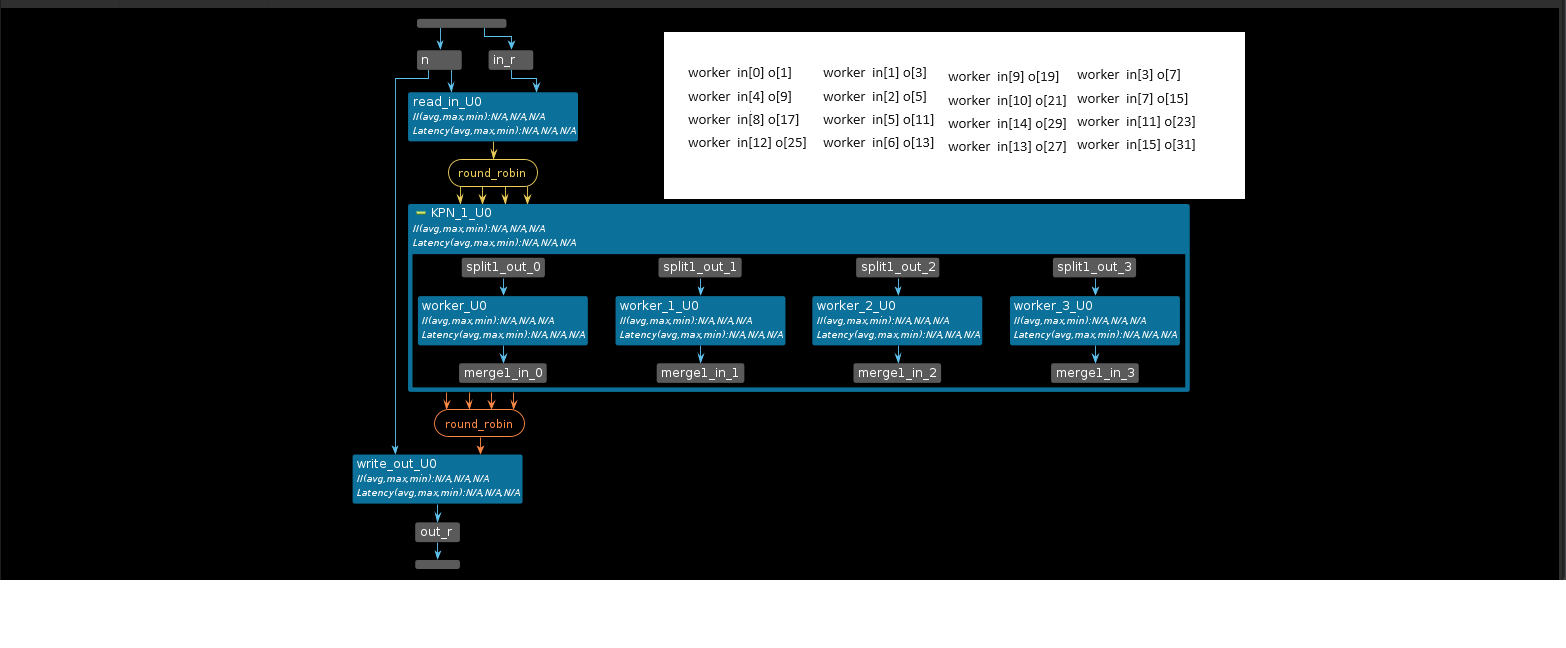 n
in_r
read_in_U0
II(avg,max,min):N/A,N/A,N/A
Latency(avg,max,min):N/A,N/A,N/A
round_robin
worker in[0] o[1] worker in[1] o[3] worker in[9] o[19] worker in[3] o[7]
worker in[4] o[9] worker in[2] o[5] worker in[10] o[21] worker in[7] o[15]
worker in[8] o[17] worker in[5] o[11] worker in[14] o[29] worker in[11] o[23]
worker in[12] o[25] worker in[6] o[13] worker in[13] o[27] worker in[15] o[31]
KPN_1_U0
II(avg,max,min):N/A,N/A,N/A
Latency(avg,max,min):N/A,N/A,N/A
split1_out_0
split1_out_1
split1_out_2
split1_out_3
worker_U0
II(avg,max,min):N/A,N/A,N/A
Latency(avg,max,min):N/A,N/A,N/A
worker_1_U0
II(avg,max,min):N/A,N/A,N/A
Latency(avg,max,min):N/A,N/A,N/A
worker_2_U0
II(avg,max,min):N/A,N/A,N/A
Latency(avg,max,min):N/A,N/A,N/A
worker_3_U0
II(avg,max,min):N/A,N/A,N/A
Latency(avg,max,min):N/A,N/A,N/A
merge1_in_0
merge1_in_1
merge1_in_2
merge1_in_3
round_robin
write_out_U0
II(avg,max,min):N/A,N/A,N/A
Latency(avg,max,min):N/A,N/A,N/A
out_r